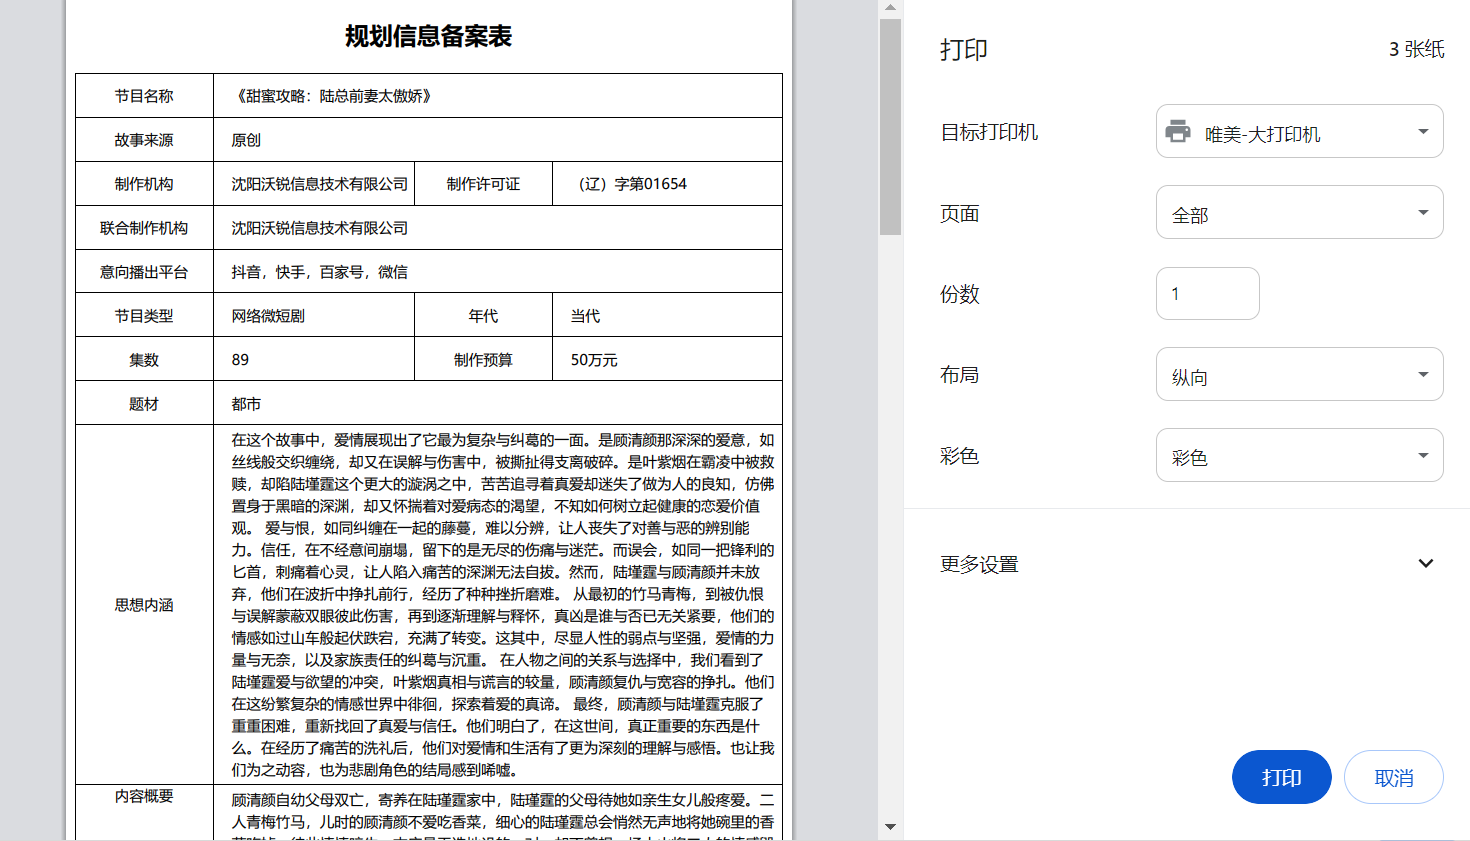 规划信息备案表
节目名称 《甜蜜攻略：陆总前妻太傲娇》
故事来源 原创
制作机构 沈阳沃锐信息技术有限公司 制作许可证 （辽）字第01654
联合制作机构 沈阳沃锐信息技术有限公司
意向播出平台 抖音，快手，百家号，微信
节目类型 网络微短剧 年代 当代
集数 89 制作预算 50万元
题材 都市
思想内涵
在这个故事中，爱情展现出了它最为复杂与纠葛的一面。是顾清颜那深深的爱意，如
丝线般交织缠绕，却又在误解与伤害中，被撕扯得支离破碎。是叶紫烟在霸凌中被救
赎，却陷陆墐霆这个更大的漩涡之中，苦苦追寻着真爱却迷失了做为人的良知，仿佛
置身于黑暗的深渊，却又怀揣着对爱病态的渴望，不知如何树立起健康的恋爱价值
观。 爱与恨，如同纠缠在一起的藤蔓，难以分辨，让人丧失了对善与恶的辨别能
力。信任，在不经意间崩塌，留下的是无尽的伤痛与迷茫。而误会，如同一把锋利的
匕首，刺痛着心灵，让人陷入痛苦的深渊无法自拔。然而，陆墐霆与顾清颜并未放
弃，他们在波折中挣扎前行，经历了种种挫折磨难。 从最初的竹马青梅，到被仇恨
与误解蒙蔽双眼彼此伤害，再到逐渐理解与释怀，真凶是谁与否已无关紧要，他们的
情感如过山车般起伏跌宕，充满了转变。这其中，尽显人性的弱点与坚强，爱情的力
量与无奈，以及家族责任的纠葛与沉重。 在人物之间的关系与选择中，我们看到了
陆墐霆爱与欲望的冲突，叶紫烟真相与谎言的较量，顾清颜复仇与宽容的挣扎。他们
在这纷繁复杂的情感世界中徘徊，探索着爱的真谛。 最终，顾清颜与陆墐霆克服了
重重困难，重新找回了真爱与信任。他们明白了，在这世间，真正重要的东西是什
么。在经历了痛苦的洗礼后，他们对爱情和生活有了更为深刻的理解与感悟。也让我
们为之动容，也为悲剧角色的结局感到唏嘘。
内容概要
顾清颜自幼父母双亡，寄养在陆墐霆家中，陆墐霆的父母待她如亲生女儿般疼爱。二
人青梅竹马，儿时的顾清颜不爱吃香菜，细心的陆墐霆总会悄然无声地将她碗里的香
打印
3 张纸
目标打印机 唯美-大打印机
页面 全部
份数 1
布局 纵向
彩色 彩色
更多设置
打印 取消